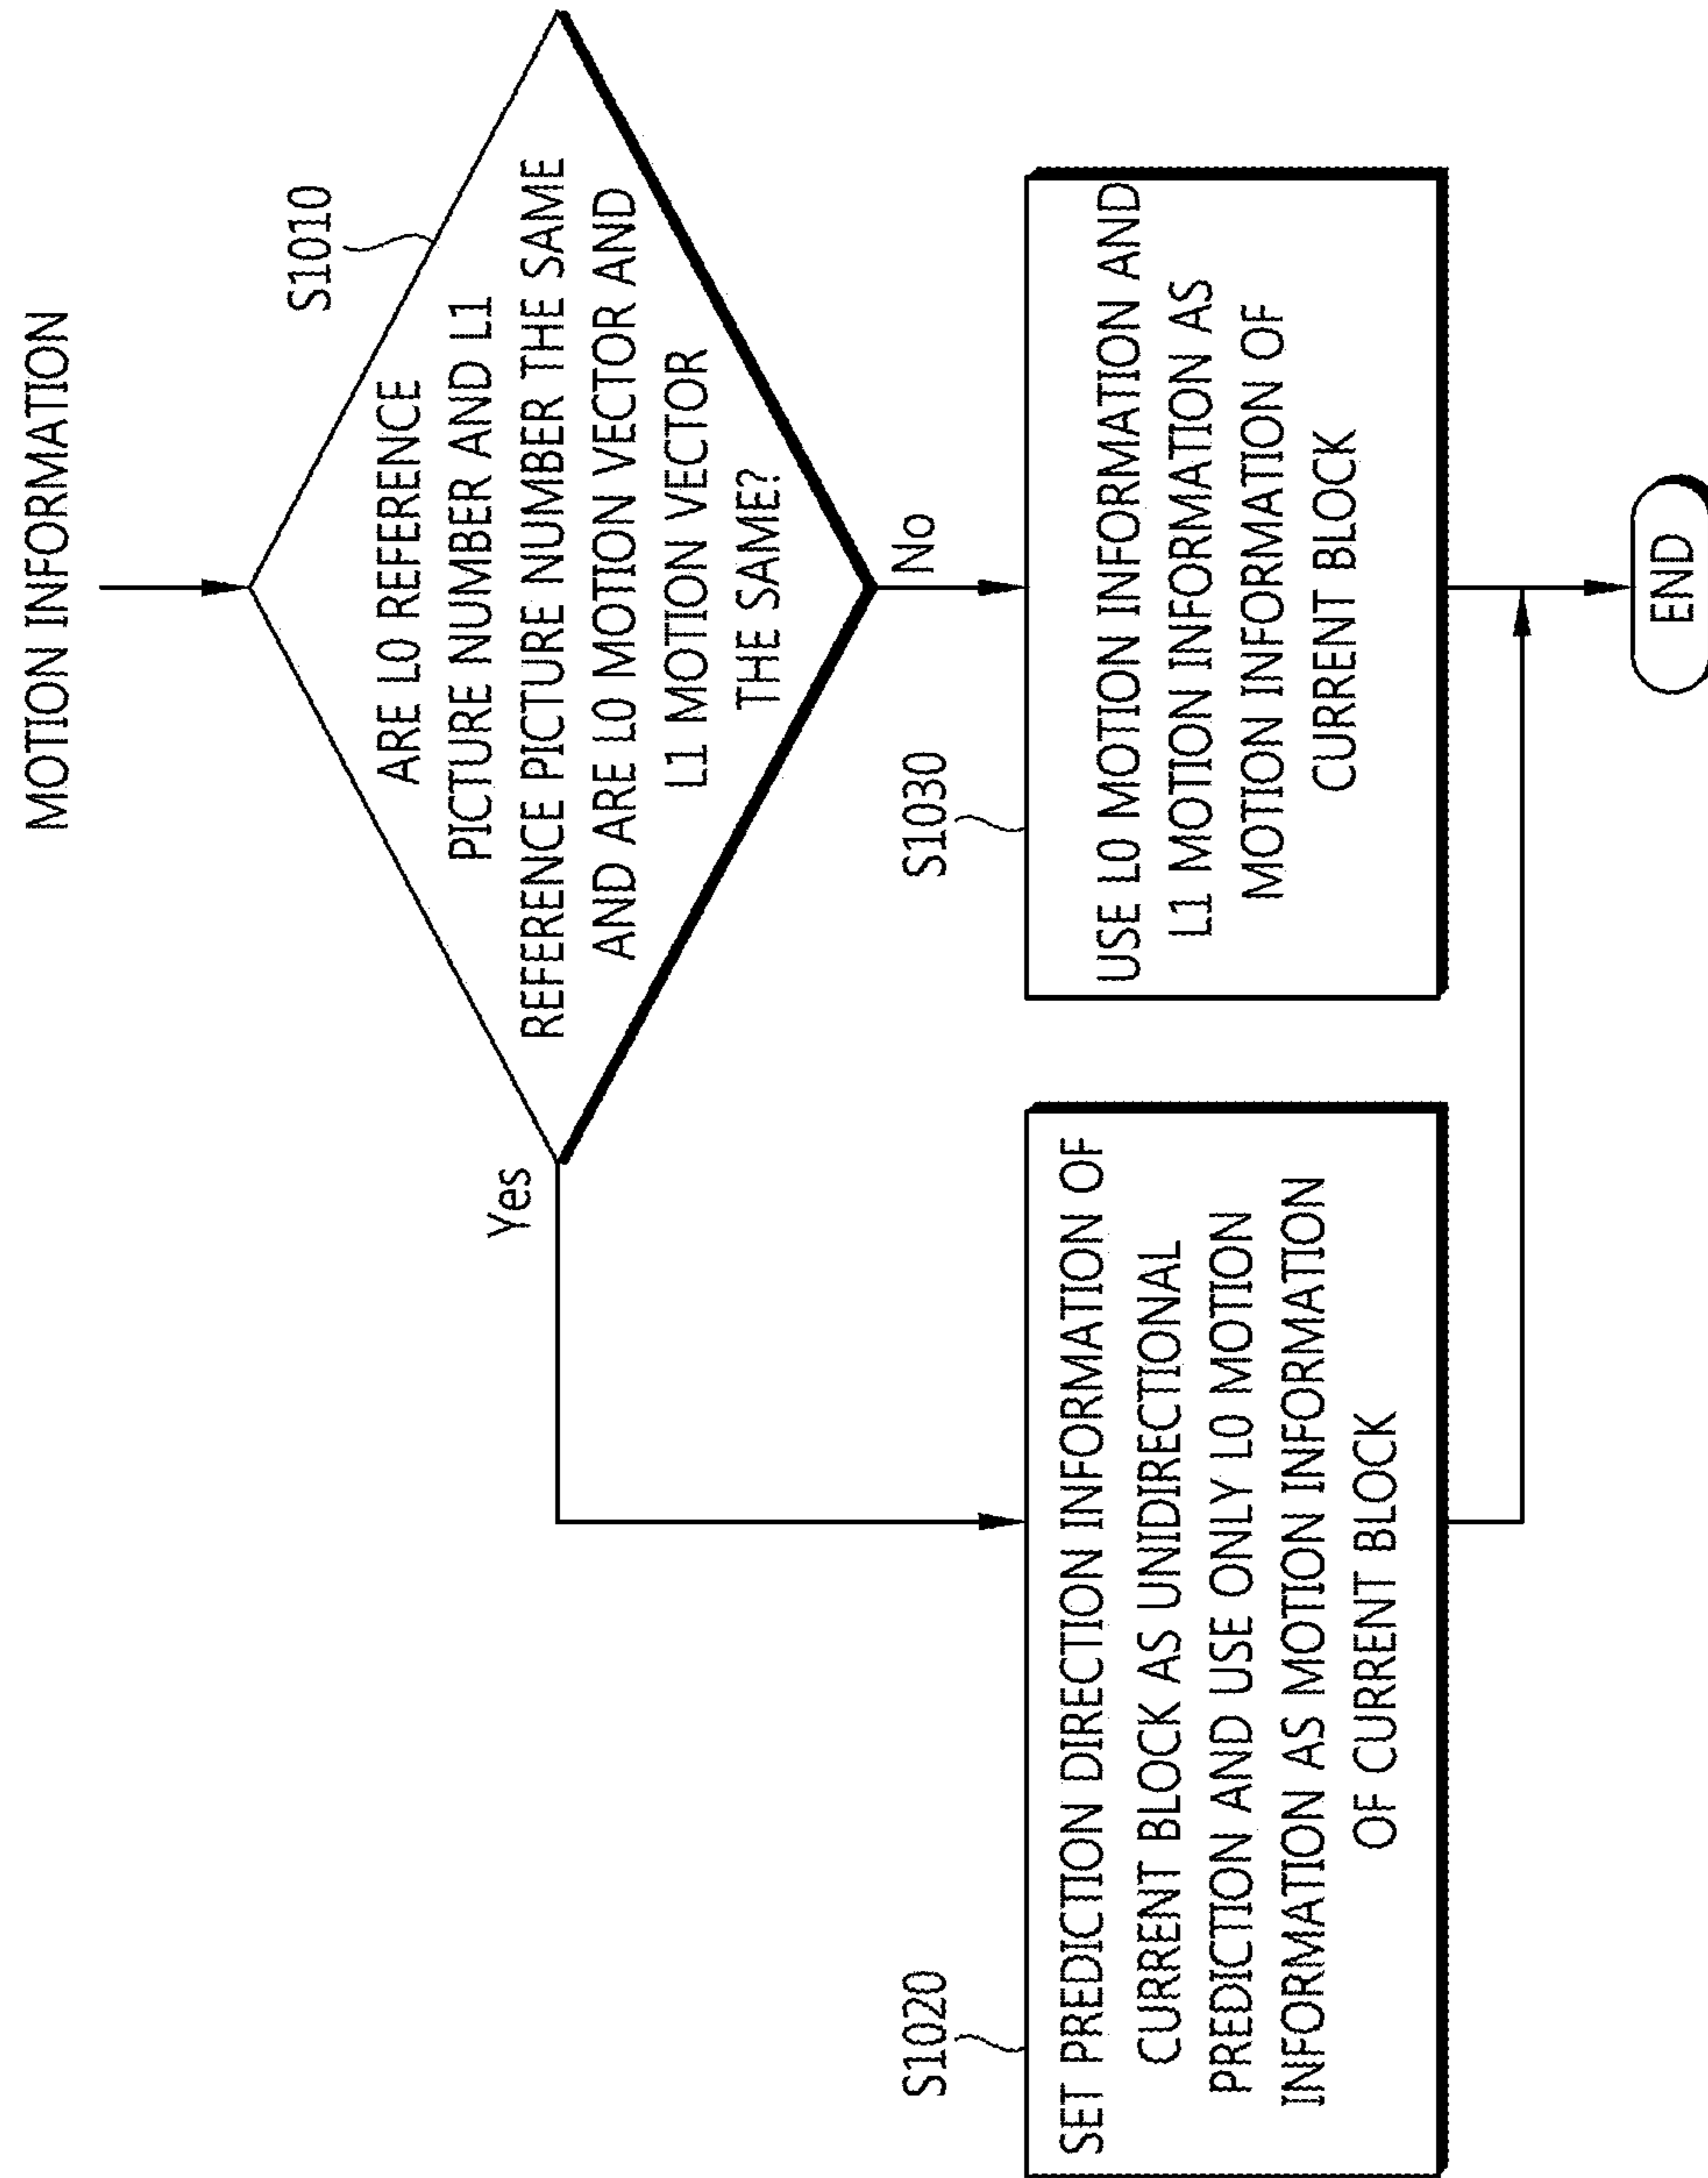 MOTION INFORMATION
S1010
ARE L0 REFERENCE
PICTURE NUMBER AND L1
REFERENCE PICTURE NUMBER THE SAME
AND ARE L0 MOTION VECTOR AND
L1 MOTION VECTOR
THE SAME?
Yes
No
S1020
SET PREDICTION DIRECTION INFORMATION OF
CURRENT BLOCK AS UNIDIRECTIONAL
PREDICTION AND USE ONLY L0 MOTION
INFORMATION AS MOTION INFORMATION
OF CURRENT BLOCK
S1030
USE L0 MOTION INFORMATION AND
L1 MOTION INFORMATION AS
MOTION INFORMATION OF
CURRENT BLOCK
END